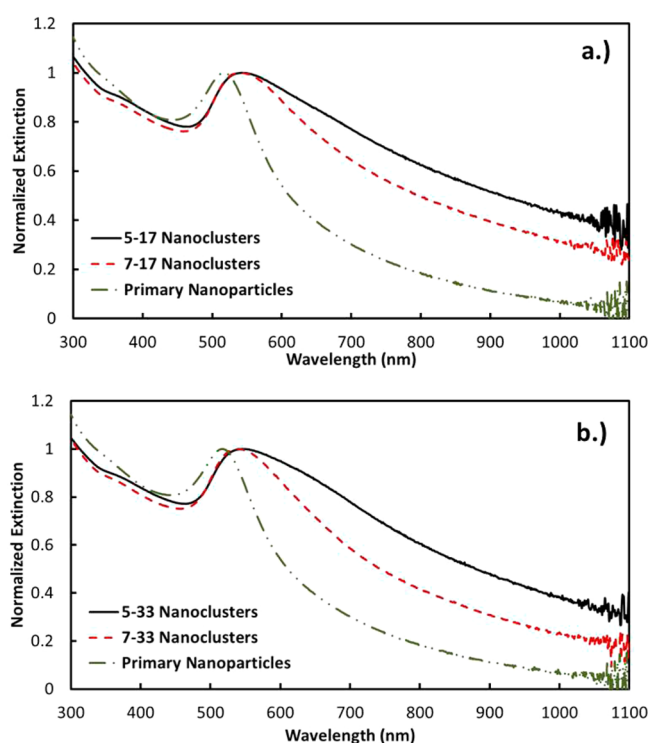 a.)
Normalized Extinction
1.2
1
0.8
0.6
0.4
0.2
0
5-17 Nanoclusters
7-17 Nanoclusters
Primary Nanoparticles
300 400 500 600 700 800 900 1000 1100
Wavelength (nm)
b.)
Normalized Extinction
1.2
1
0.8
0.6
0.4
0.2
0
5-33 Nanoclusters
7-33 Nanoclusters
Primary Nanoparticles
300 400 500 600 700 800 900 1000 1100
Wavelength (nm)